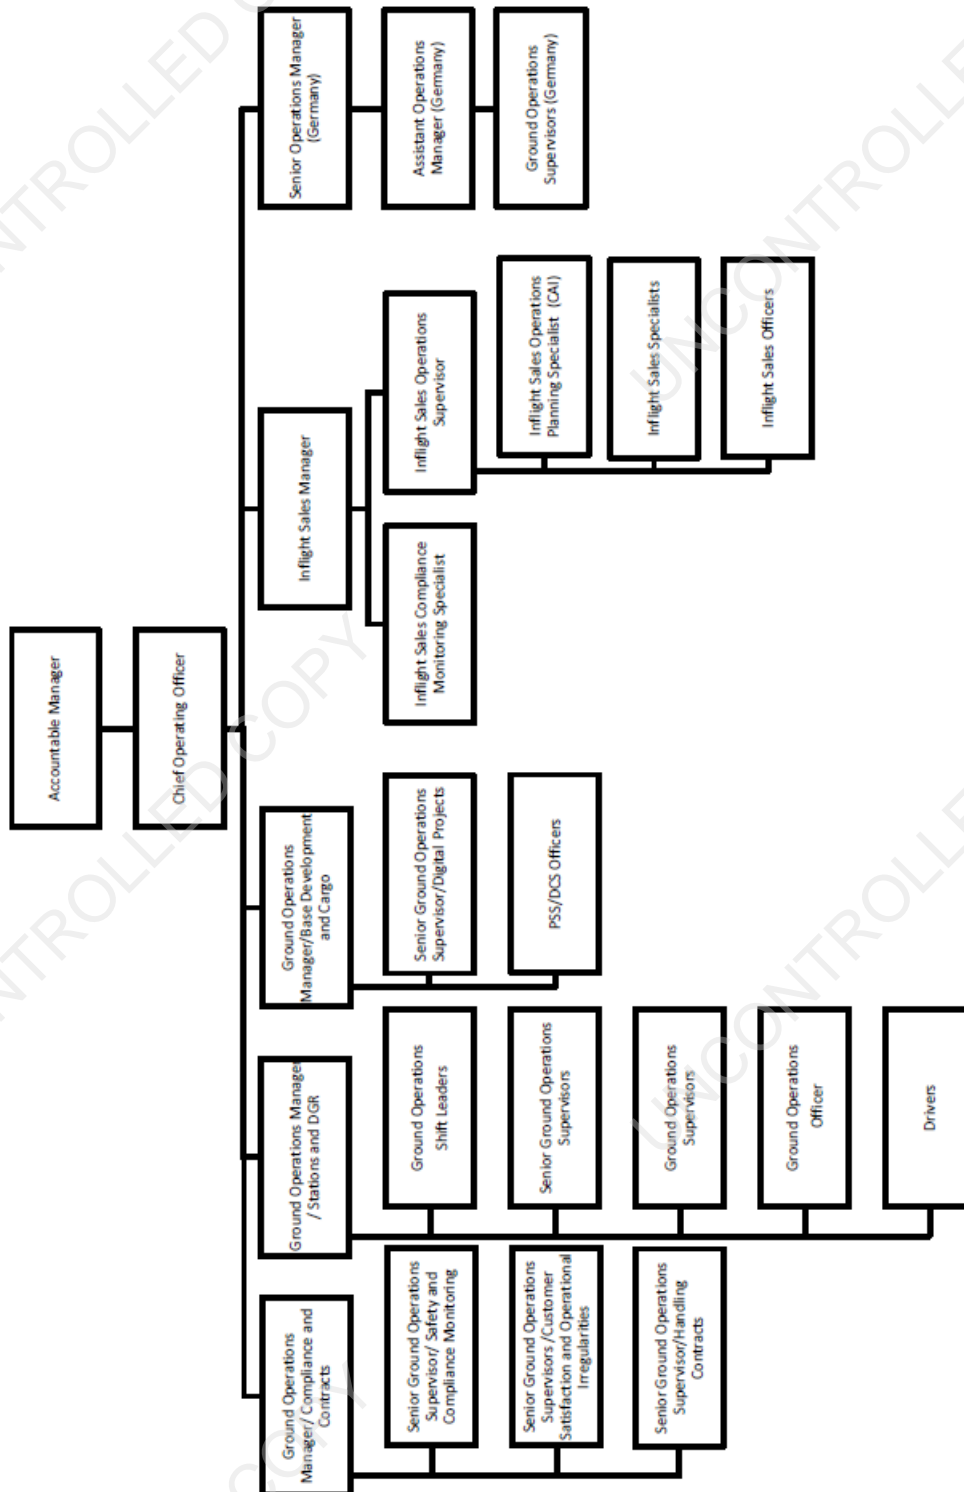 Accountable Manager
Chief Operating Officer
Ground Operations
Manager/ Compliance and
Contracts
Senior Ground Operations
Supervisor/ Safety and
Compliance Monitoring
Senior Ground Operations
Supervisors /Customer
Satisfaction and Operational
Irregularities
Senior Ground Operations
Supervisor/Handling
Contracts
Ground Operations Manager
/ Stations and DGR
Ground Operations
Shift Leaders
Senior Ground Operations
Supervisors
Ground Operations
Supervisors
Ground Operations
Officer
Drivers
Ground Operations
Manager/Base Development
and Cargo
Senior Ground Operations
Supervisor/Digital Projects
PSS/DCS Officers
Inflight Sales Manager
Inflight Sales Compliance
Monitoring Specialist
Inflight Sales Operations
Supervisor
Inflight Sales Operations
Planning Specialist (CAI)
Inflight Sales Specialists
Inflight Sales Officers
Senior Operations Manager
(Germany)
Assistant Operations
Manager (Germany)
Ground Operations
Supervisors (Germany)
UNCONTROLLED COPY